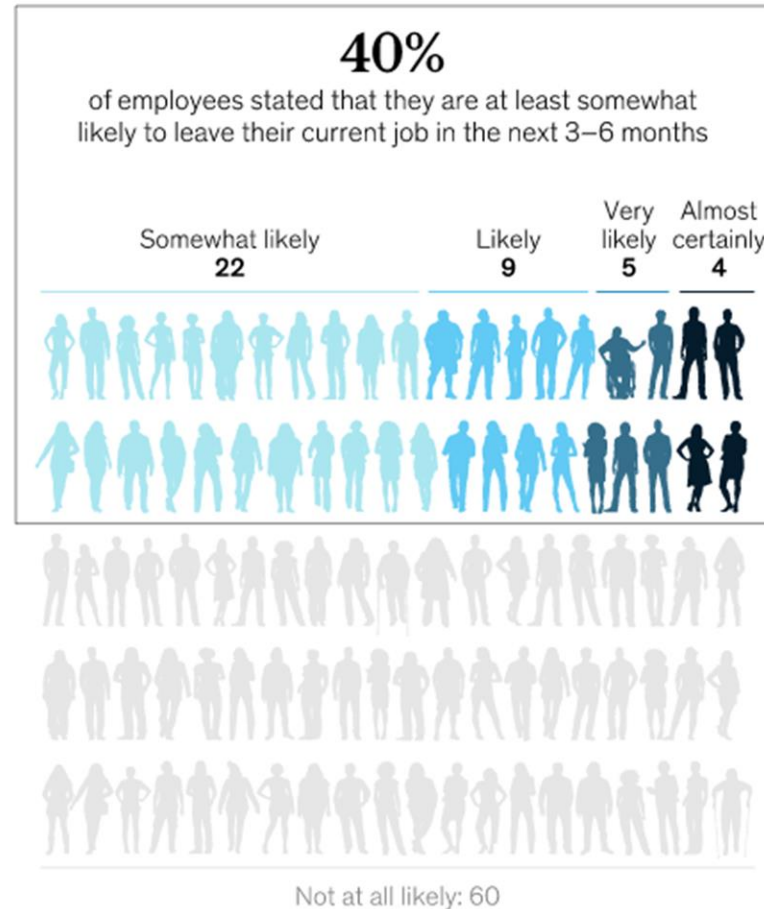 40%
of employees stated that they are at least somewhat
likely to leave their current job in the next 3–6 months
Somewhat likely
22
Likely
9
Very
likely
5
Almost
certainly
4
Not at all likely: 60